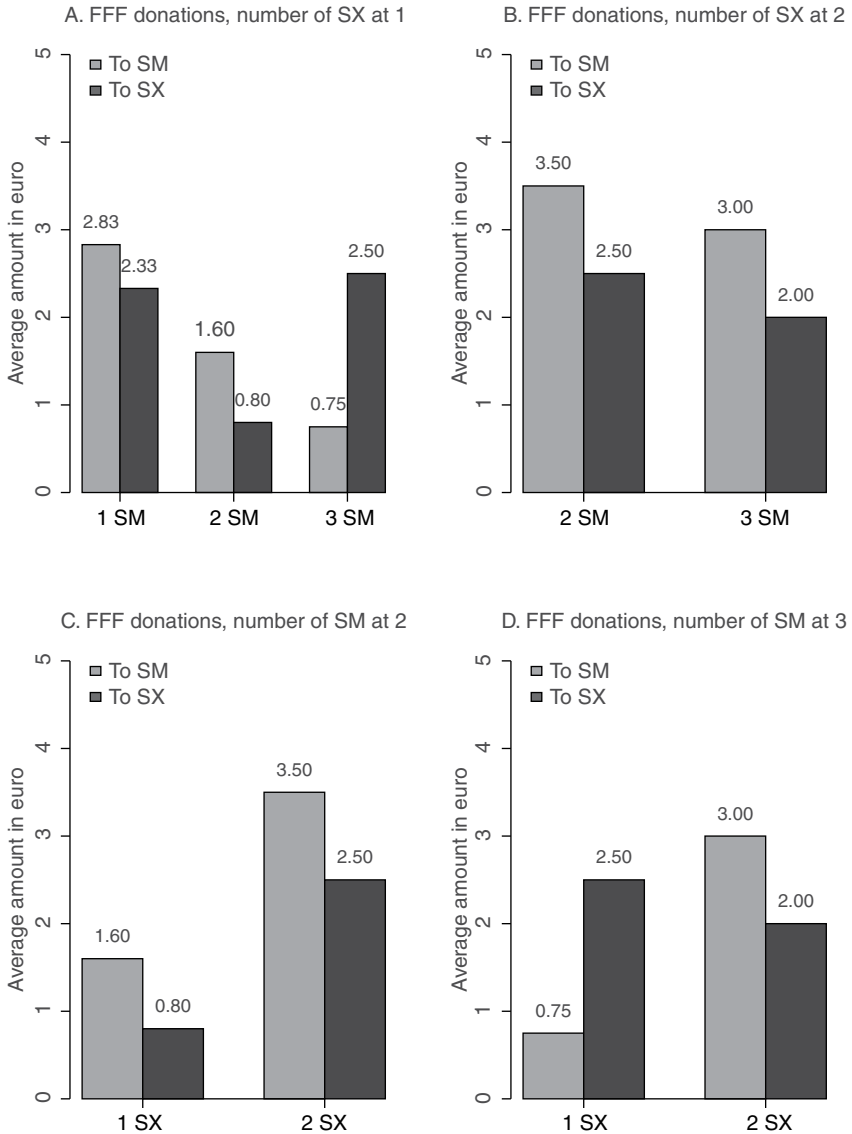 A. FFF donations, number of SX at 1
To SM
To SX
Average amount in euro
5
4
3
2
1
0
2.83
2.33
1.60
0.80
0.75
2.50
1 SM
2 SM
3 SM
B. FFF donations, number of SX at 2
To SM
To SX
Average amount in euro
5
4
3
2
1
0
3.50
2.50
3.00
2.00
2 SM
3 SM
C. FFF donations, number of SM at 2
To SM
To SX
Average amount in euro
5
4
3
2
1
0
1.60
0.80
3.50
2.50
1 SX
2 SX
D. FFF donations, number of SM at 3
To SM
To SX
Average amount in euro
5
4
3
2
1
0
0.75
2.50
3.00
2.00
1 SX
2 SX